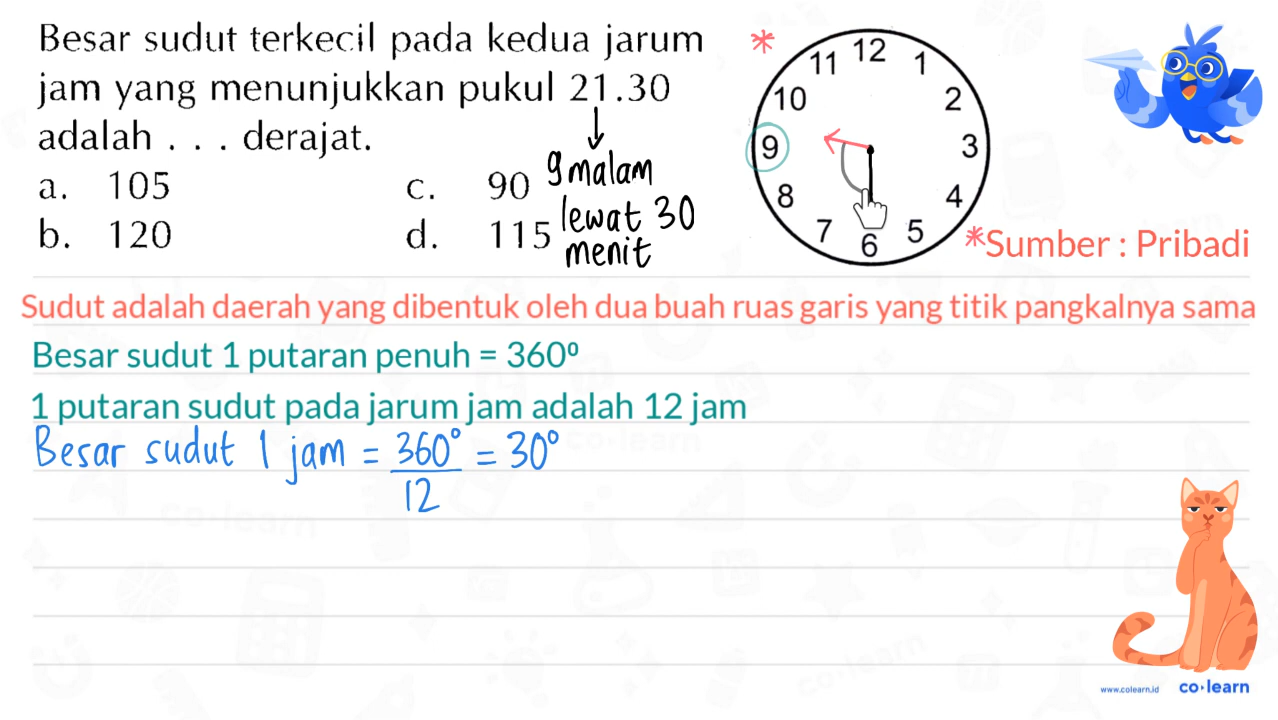 Besar sudut terkecil pada kedua jarum
jam yang menunjukkan pukul 21.30
adalah . . . derajat.
a. 105 c. 90
b. 120 d. 115
9 malam
lewat 30
menit
*
12
11 1
10 2
9 3
8 4
7 5
6
*Sumber : Pribadi
Sudut adalah daerah yang dibentuk oleh dua buah ruas garis yang titik pangkalnya sama
Besar sudut 1 putaran penuh = 360⁰
1 putaran sudut pada jarum jam adalah 12 jam
Besar sudut 1 jam = 360°/12 = 30°
www.colearn.id co·learn